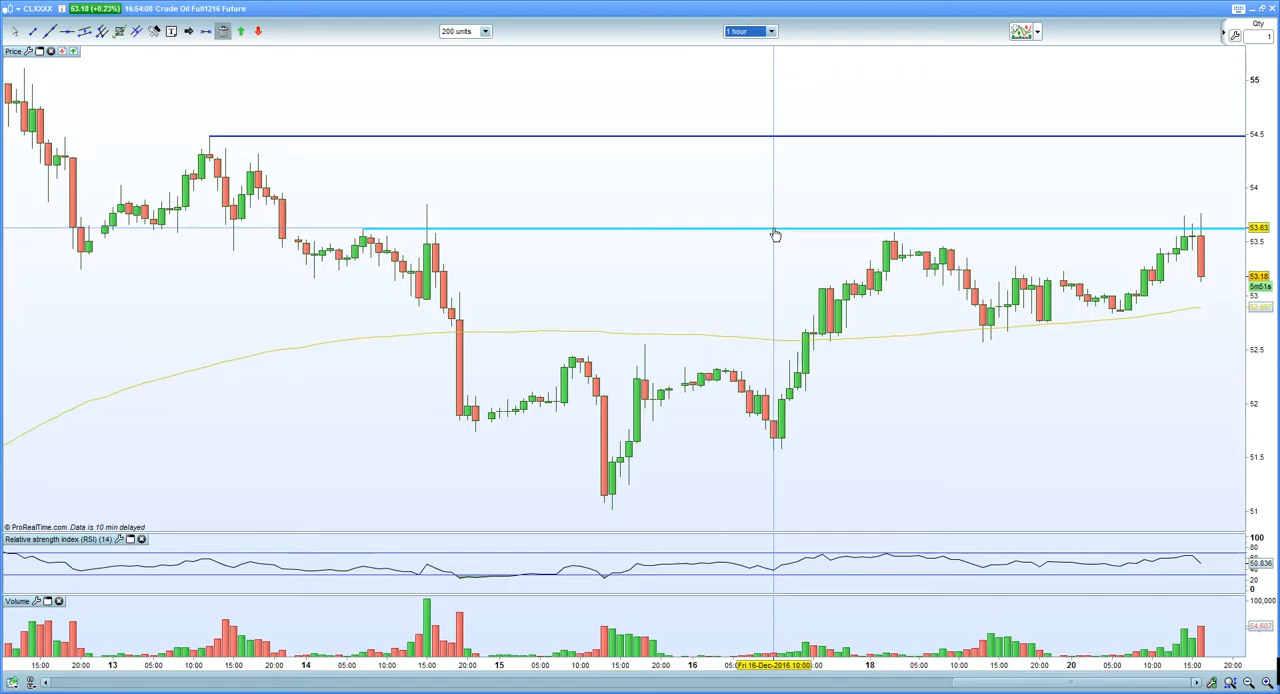 CLXXXX 53.18 (+0.23%) 16:54:08 Crude Oil Full1216 Future
200 units
1 hour
Qty
1
Price
55
54.5
54
53.63
53.5
53.18
5m51s
53
52.5
52
51.5
51
© ProRealTime.com Data is 10 min delayed
Relative strength index (RSI) (14)
100
80
50.836
20
0
Volume
100,000
54,607
15:00 20:00 13 05:00 10:00 15:00 20:00 14 05:00 10:00 15:00 20:00 15 05:00 10:00 15:00 20:00 16 Fri 16-Dec-2016 10:00 20:00 18 05:00 10:00 15:00 20:00 20 05:00 10:00 15:00 20:00